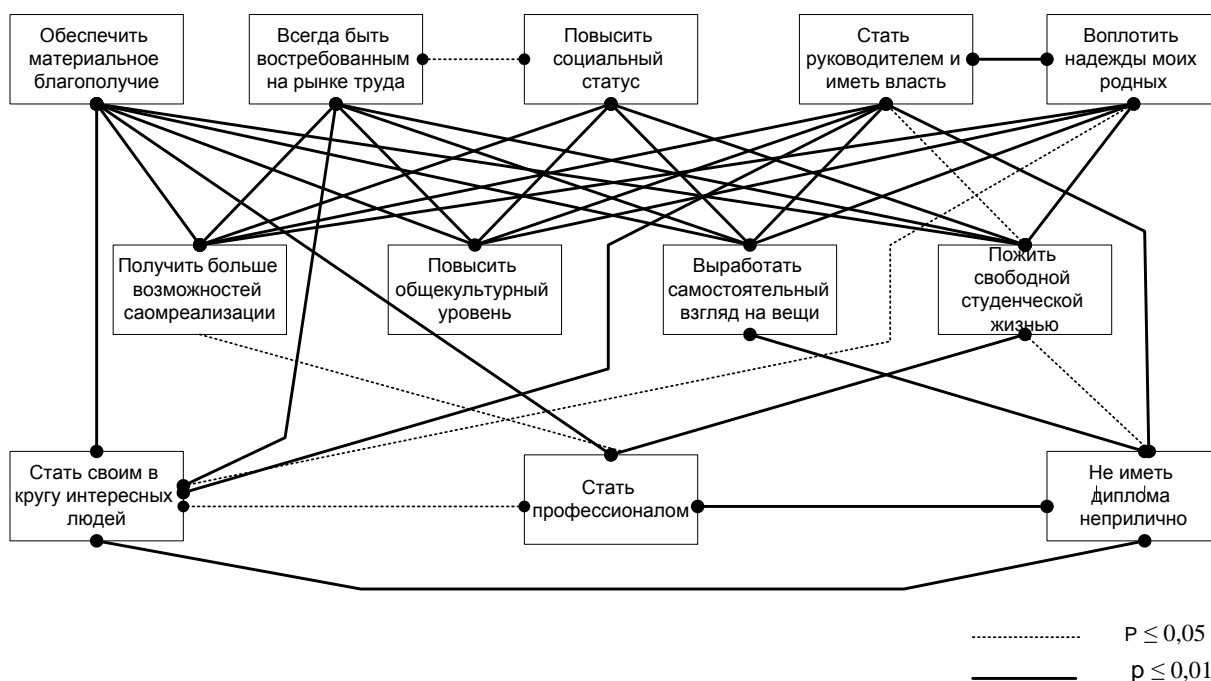 Обеспечить
материальное
благополучие
Всегда быть
востребованным
на рынке труда
Повысить
социальный
статус
Стать
руководителем и
иметь власть
Воплотить
надежды моих
родных
Получить больше
возможностей
саомреализации
Повысить
общекультурный
уровень
Выработать
самостоятельный
взгляд на вещи
Пожить
свободной
студенческой
жизнью
Стать своим в
кругу интересных
людей
Стать
профессионалом
Не иметь
диплома
неприлично
P ≤ 0,05
p ≤ 0,01